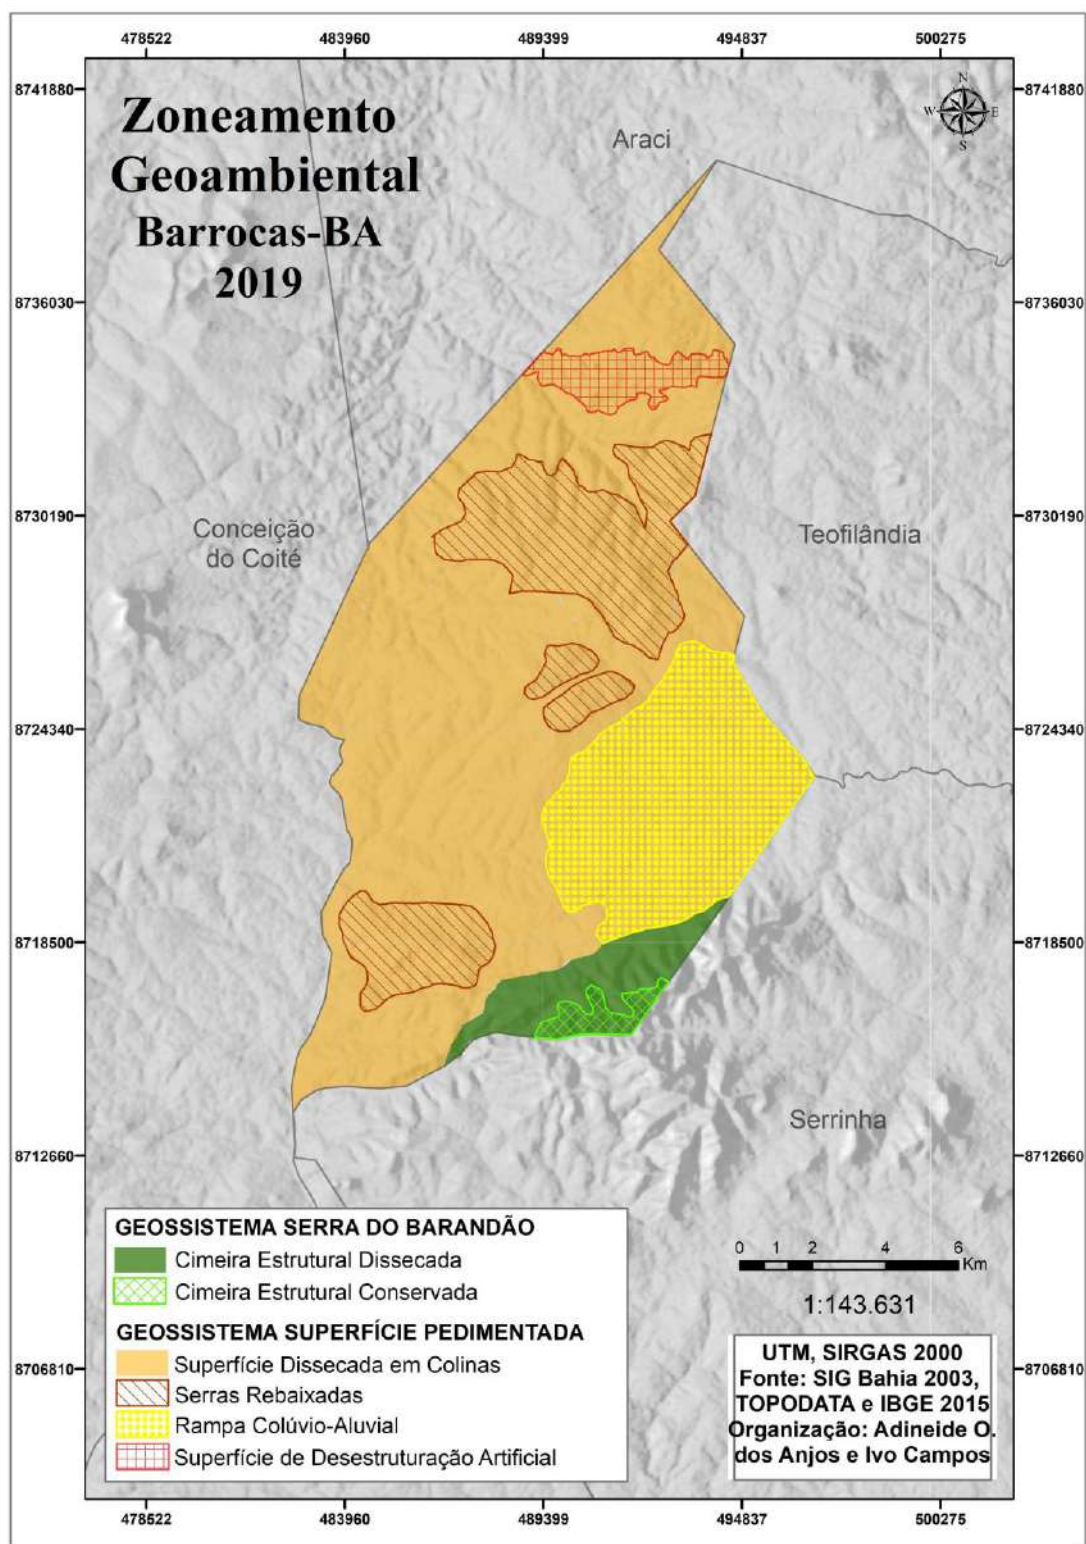 478522 483960 489399 494837 500275
8741880 8741880
Zoneamento
Geoambiental
Barrocas-BA
2019
N
W E
S
Araci
8736030 8736030
8730190 8730190
Conceição
do Coité
Teofilândia
8724340 8724340
8718500 8718500
Serrinha
8712660 8712660
GEOSSISTEMA SERRA DO BARANDÃO
Cimeira Estrutural Dissecada
Cimeira Estrutural Conservada
GEOSSISTEMA SUPERFÍCIE PEDIMENTADA
Superfície Dissecada em Colinas
Serras Rebaixadas
Rampa Colúvio-Aluvial
Superfície de Desestruturação Artificial
0 1 2 4 6
Km
1:143.631
8706810 8706810
UTM, SIRGAS 2000
Fonte: SIG Bahia 2003,
TOPODATA e IBGE 2015
Organização: Adineide O.
dos Anjos e Ivo Campos
478522 483960 489399 494837 500275